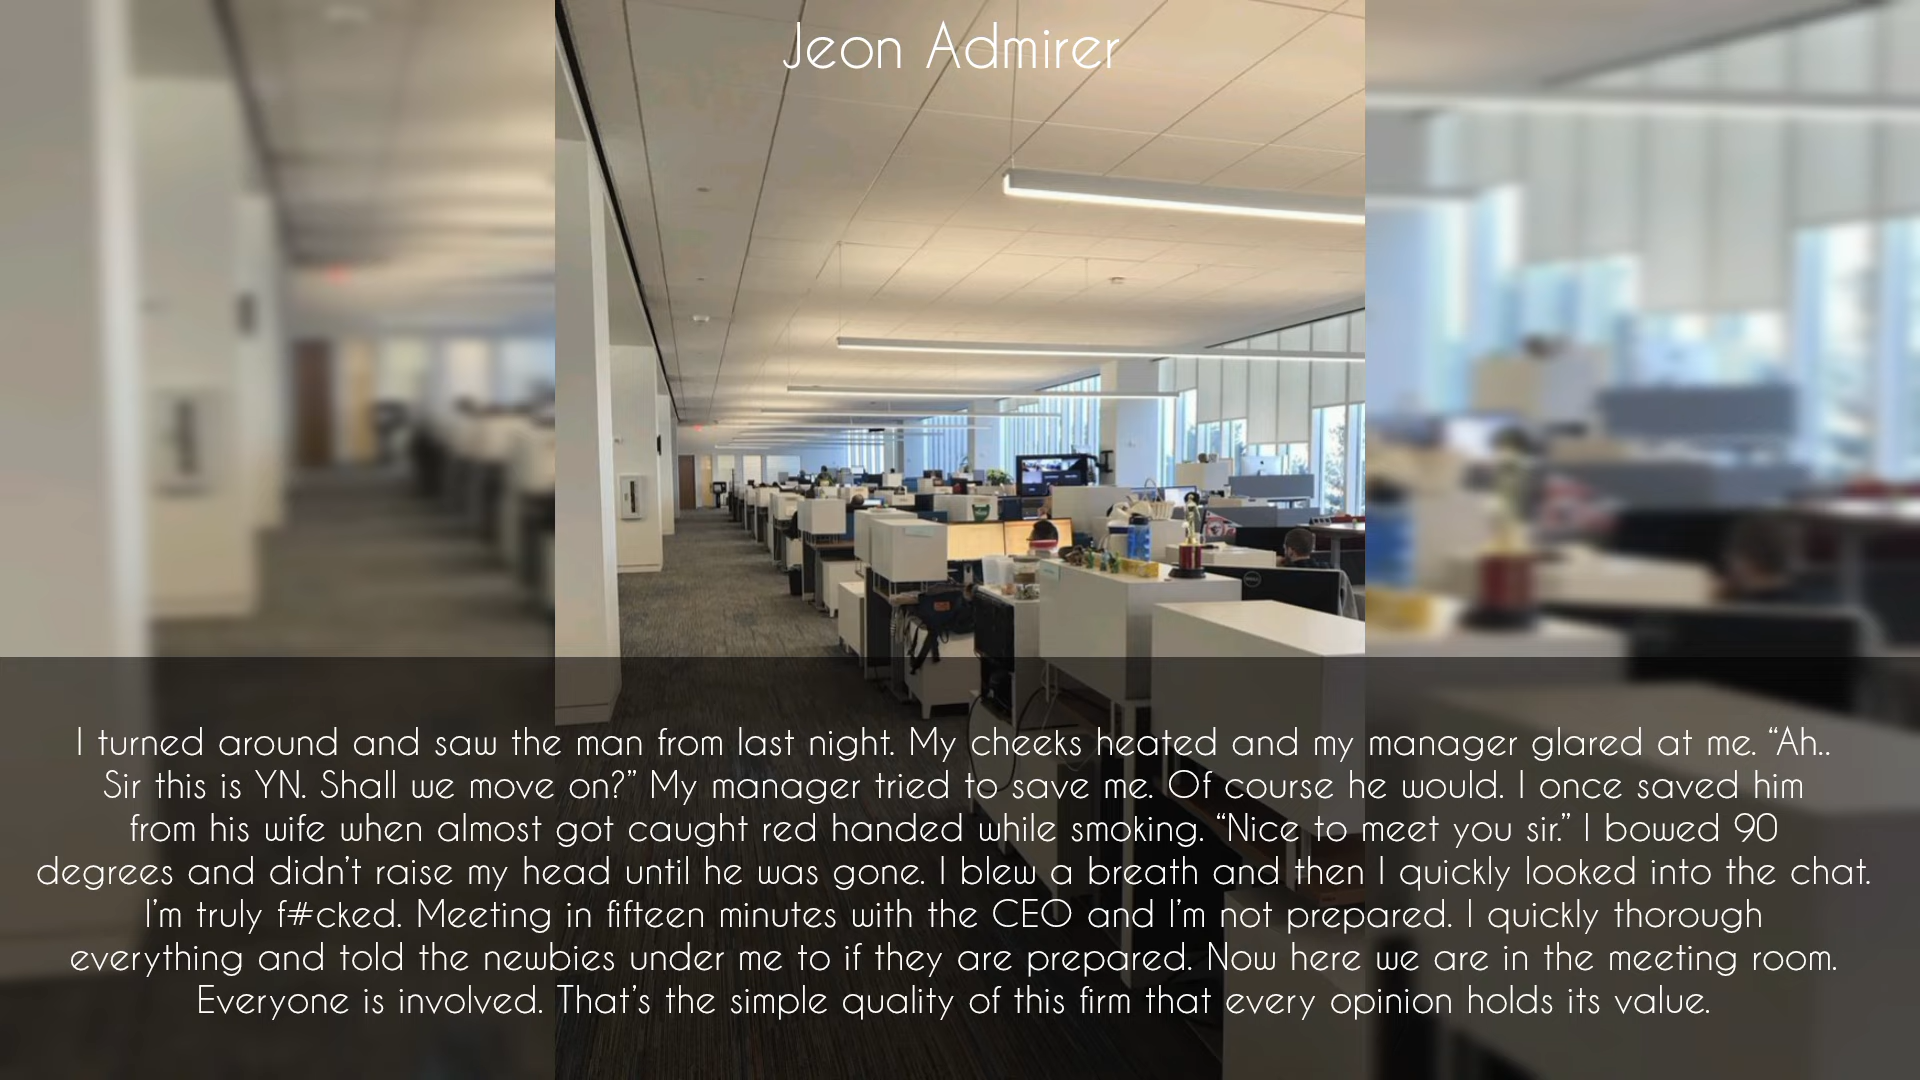 Jeon Admirer
I turned around and saw the man from last night. My cheeks heated and my manager glared at me. “Ah..
Sir this is YN. Shall we move on?” My manager tried to save me. Of course he would. I once saved him
from his wife when almost got caught red handed while smoking. “Nice to meet you sir.” I bowed 90
degrees and didn’t raise my head until he was gone. I blew a breath and then I quickly looked into the chat.
I’m truly f#cked. Meeting in fifteen minutes with the CEO and I’m not prepared. I quickly thorough
everything and told the newbies under me to if they are prepared. Now here we are in the meeting room.
Everyone is involved. That’s the simple quality of this firm that every opinion holds its value.